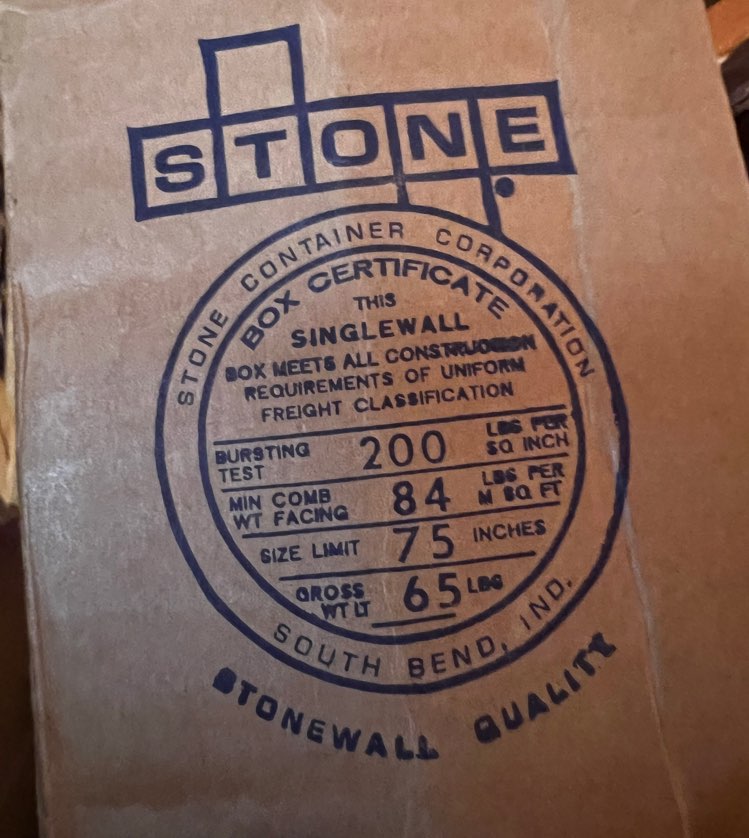 STONE
STONE CONTAINER CORPORATION
BOX CERTIFICATE
THIS
SINGLEWALL
BOX MEETS ALL CONSTRUCTION
REQUIREMENTS OF UNIFORM
FREIGHT CLASSIFICATION
BURSTING TEST 200 LBS PER SQ INCH
MIN COMB WT FACING 84 LBS PER M SQ FT
SIZE LIMIT 75 INCHES
GROSS WT LT 65 LBS
SOUTH BEND, IND.
STONEWALL QUALITY